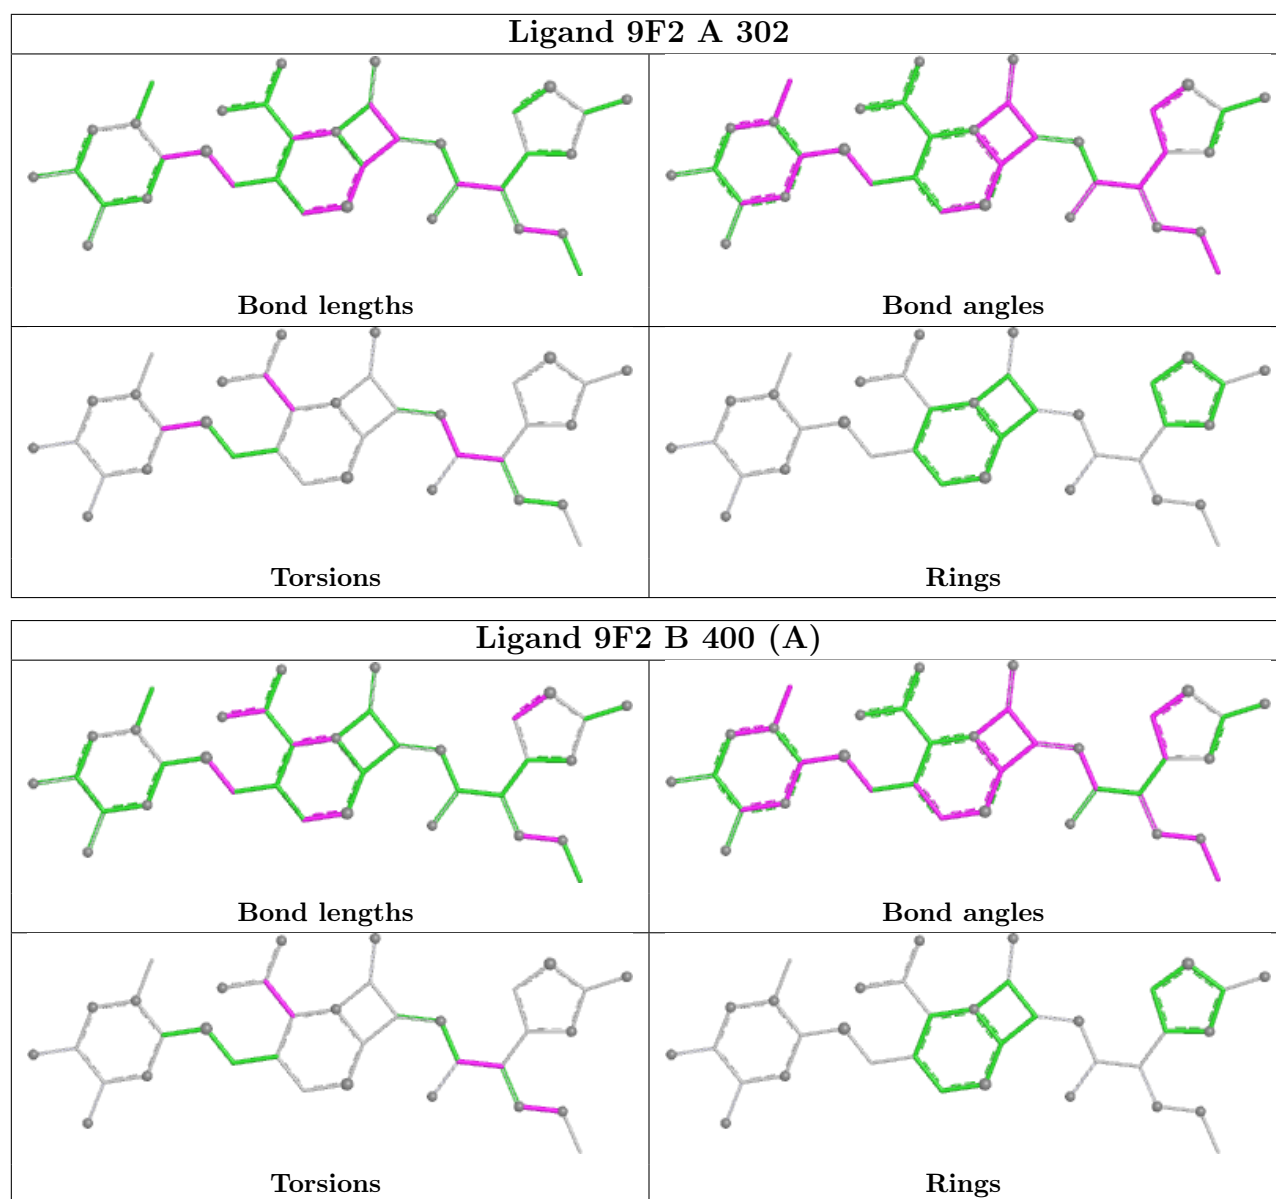 Ligand 9F2 A 302
Bond lengths
Bond angles
Torsions
Rings
Ligand 9F2 B 400 (A)
Bond lengths
Bond angles
Torsions
Rings